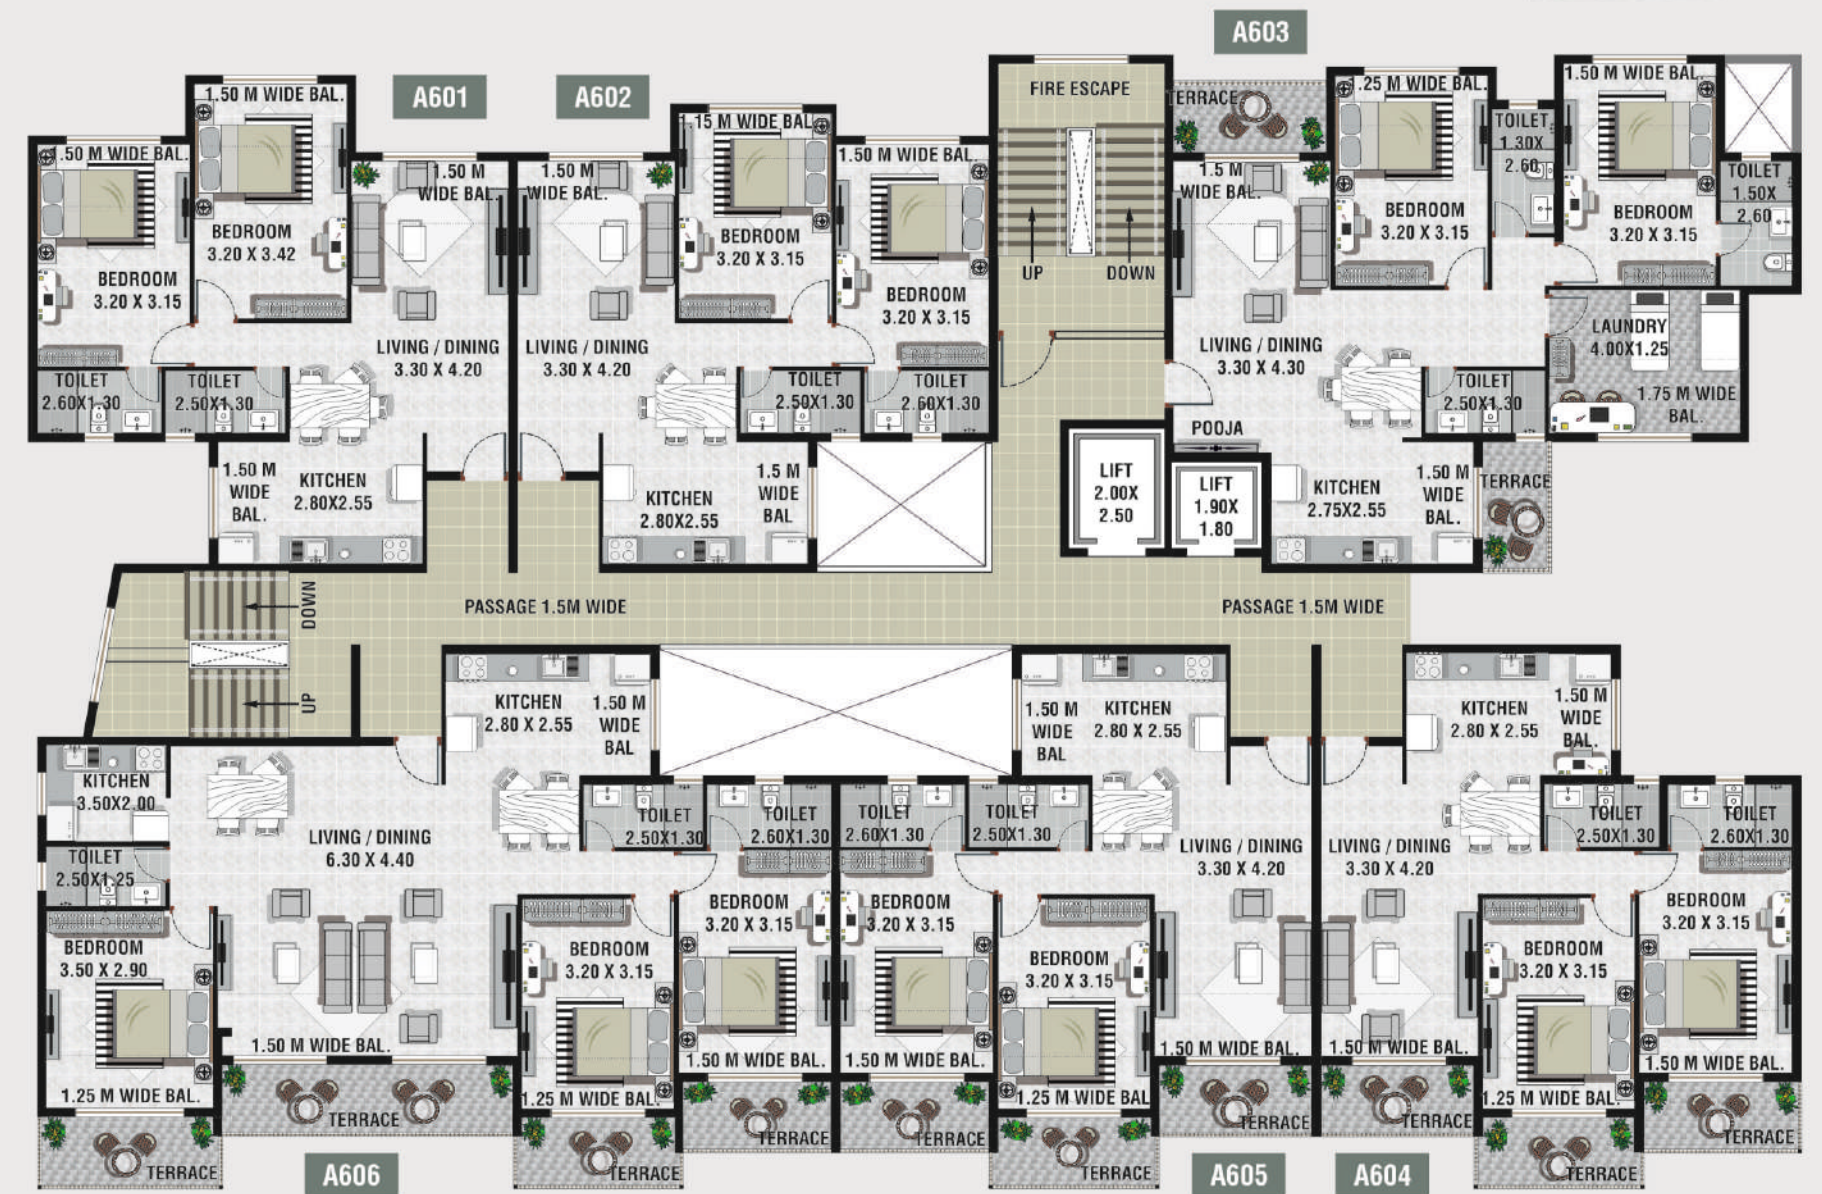 A603
A601
A602
1.50 M WIDE BAL.
.50 M WIDE BAL.
BEDROOM
3.20 X 3.42
BEDROOM
3.20 X 3.15
1.50 M
WIDE BAL.
LIVING / DINING
3.30 X 4.20
TOILET
2.60X1.30
TOILET
2.50X1.30
1.50 M
WIDE
BAL.
KITCHEN
2.80X2.55
1.50 M
WIDE BAL.
.15 M WIDE BAL.
1.50 M WIDE BAL.
BEDROOM
3.20 X 3.15
BEDROOM
3.20 X 3.15
LIVING / DINING
3.30 X 4.20
TOILET
2.50X1.30
TOILET
2.60X1.30
KITCHEN
2.80X2.55
1.5 M
WIDE
BAL
FIRE ESCAPE
UP
DOWN
TERRACE
1.5 M
WIDE BAL.
.25 M WIDE BAL.
1.50 M WIDE BAL.
TOILET
1.30X
2.60
TOILET
1.50X
2.60
BEDROOM
3.20 X 3.15
BEDROOM
3.20 X 3.15
LIVING / DINING
3.30 X 4.30
LAUNDRY
4.00X1.25
TOILET
2.50X1.30
1.75 M WIDE
BAL.
POOJA
LIFT
2.00X
2.50
LIFT
1.90X
1.80
KITCHEN
2.75X2.55
1.50 M
WIDE
BAL.
TERRACE
DOWN
UP
PASSAGE 1.5M WIDE
PASSAGE 1.5M WIDE
KITCHEN
2.80 X 2.55
1.50 M
WIDE
BAL
KITCHEN
3.50X2.00
LIVING / DINING
6.30 X 4.40
TOILET
2.50X1.25
TOILET
2.50X1.30
TOILET
2.60X1.30
BEDROOM
3.50 X 2.90
BEDROOM
3.20 X 3.15
BEDROOM
3.20 X 3.15
1.50 M WIDE BAL.
1.25 M WIDE BAL.
1.25 M WIDE BAL.
1.50 M WIDE BAL.
TERRACE
TERRACE
TERRACE
TERRACE
A606
1.50 M
WIDE
BAL
KITCHEN
2.80 X 2.55
TOILET
2.60X1.30
TOILET
2.50X1.30
LIVING / DINING
3.30 X 4.20
BEDROOM
3.20 X 3.15
BEDROOM
3.20 X 3.15
1.50 M WIDE BAL.
1.25 M WIDE BAL
1.50 M WIDE BAL.
TERRACE
TERRACE
TERRACE
A605
KITCHEN
2.80 X 2.55
1.50 M
WIDE
BAL.
TOILET
2.50X1.30
TOILET
2.60X1.30
LIVING / DINING
3.30 X 4.20
BEDROOM
3.20 X 3.15
BEDROOM
3.20 X 3.15
1.50 M WIDE BAL.
1.25 M WIDE BAL.
1.50 M WIDE BAL.
TERRACE
TERRACE
TERRACE
A604